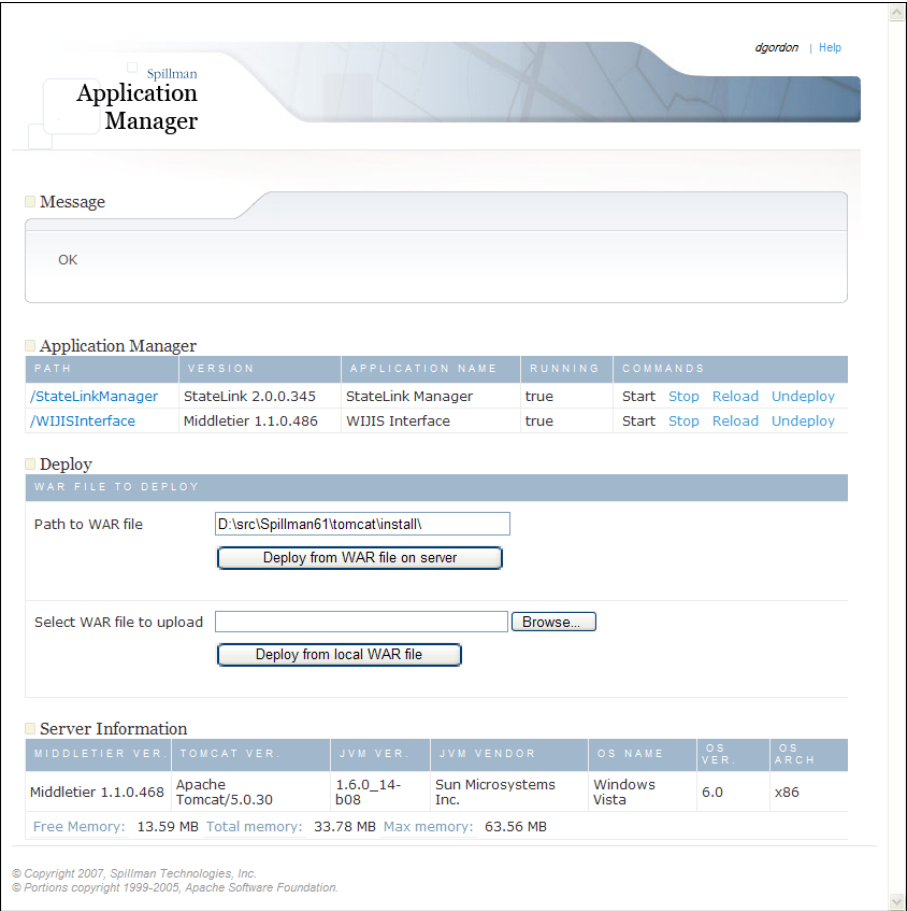 dgordon | Help
Spillman
Application
Manager
Message
OK
Application Manager
PATH VERSION APPLICATION NAME RUNNING COMMANDS
/StateLinkManager StateLink 2.0.0.345 StateLink Manager true Start Stop Reload Undeploy
/WIJISInterface Middletier 1.1.0.486 WIJIS Interface true Start Stop Reload Undeploy
Deploy
WAR FILE TO DEPLOY
Path to WAR file D:\src\Spillman61\tomcat\install\
Deploy from WAR file on server
Select WAR file to upload Browse...
Deploy from local WAR file
Server Information
MIDDLETIER VER. TOMCAT VER. JVM VER. JVM VENDOR OS NAME OS VER. OS ARCH
Middletier 1.1.0.468 Apache Tomcat/5.0.30 1.6.0_14-b08 Sun Microsystems Inc. Windows Vista 6.0 x86
Free Memory: 13.59 MB Total memory: 33.78 MB Max memory: 63.56 MB
© Copyright 2007, Spillman Technologies, Inc.
© Portions copyright 1999-2005, Apache Software Foundation.